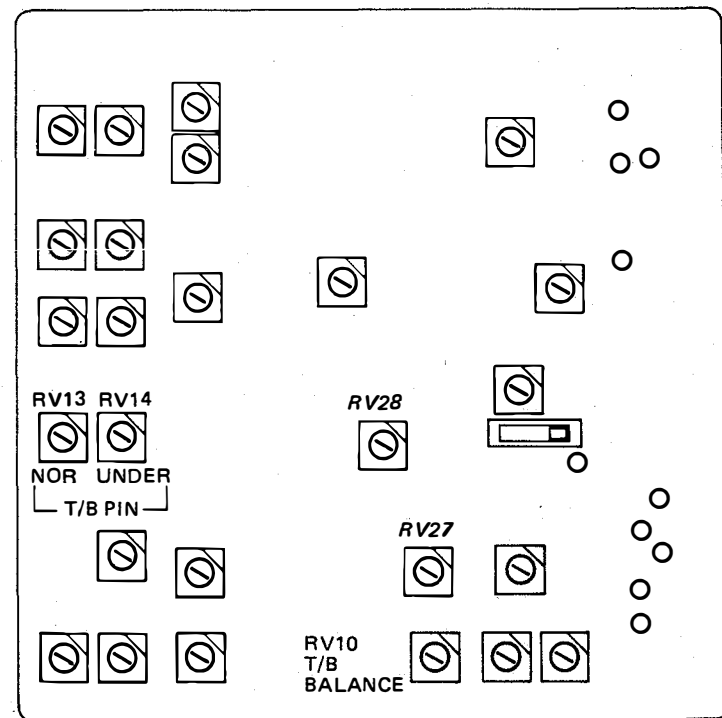 RV13 RV14
RV28
NOR UNDER
T/B PIN
RV27
RV10
T/B
BALANCE